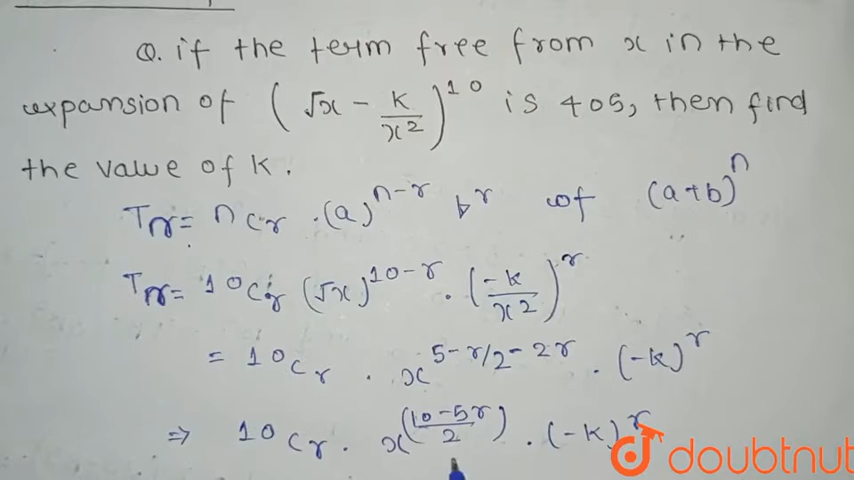 Q. if the term free from x in the
expansion of (√x - k/x²)^10 is 405, then find
the value of k.
Tr = nCr . (a)^n-r b^r of (a+b)^n
Tr = 10Cr (√x)^10-r . (-k/x²)^r
= 10Cr . x^5-r/2-2r . (-k)^r
⇒ 10Cr . x^(10-5r/2) . (-k)^r
doubtnut